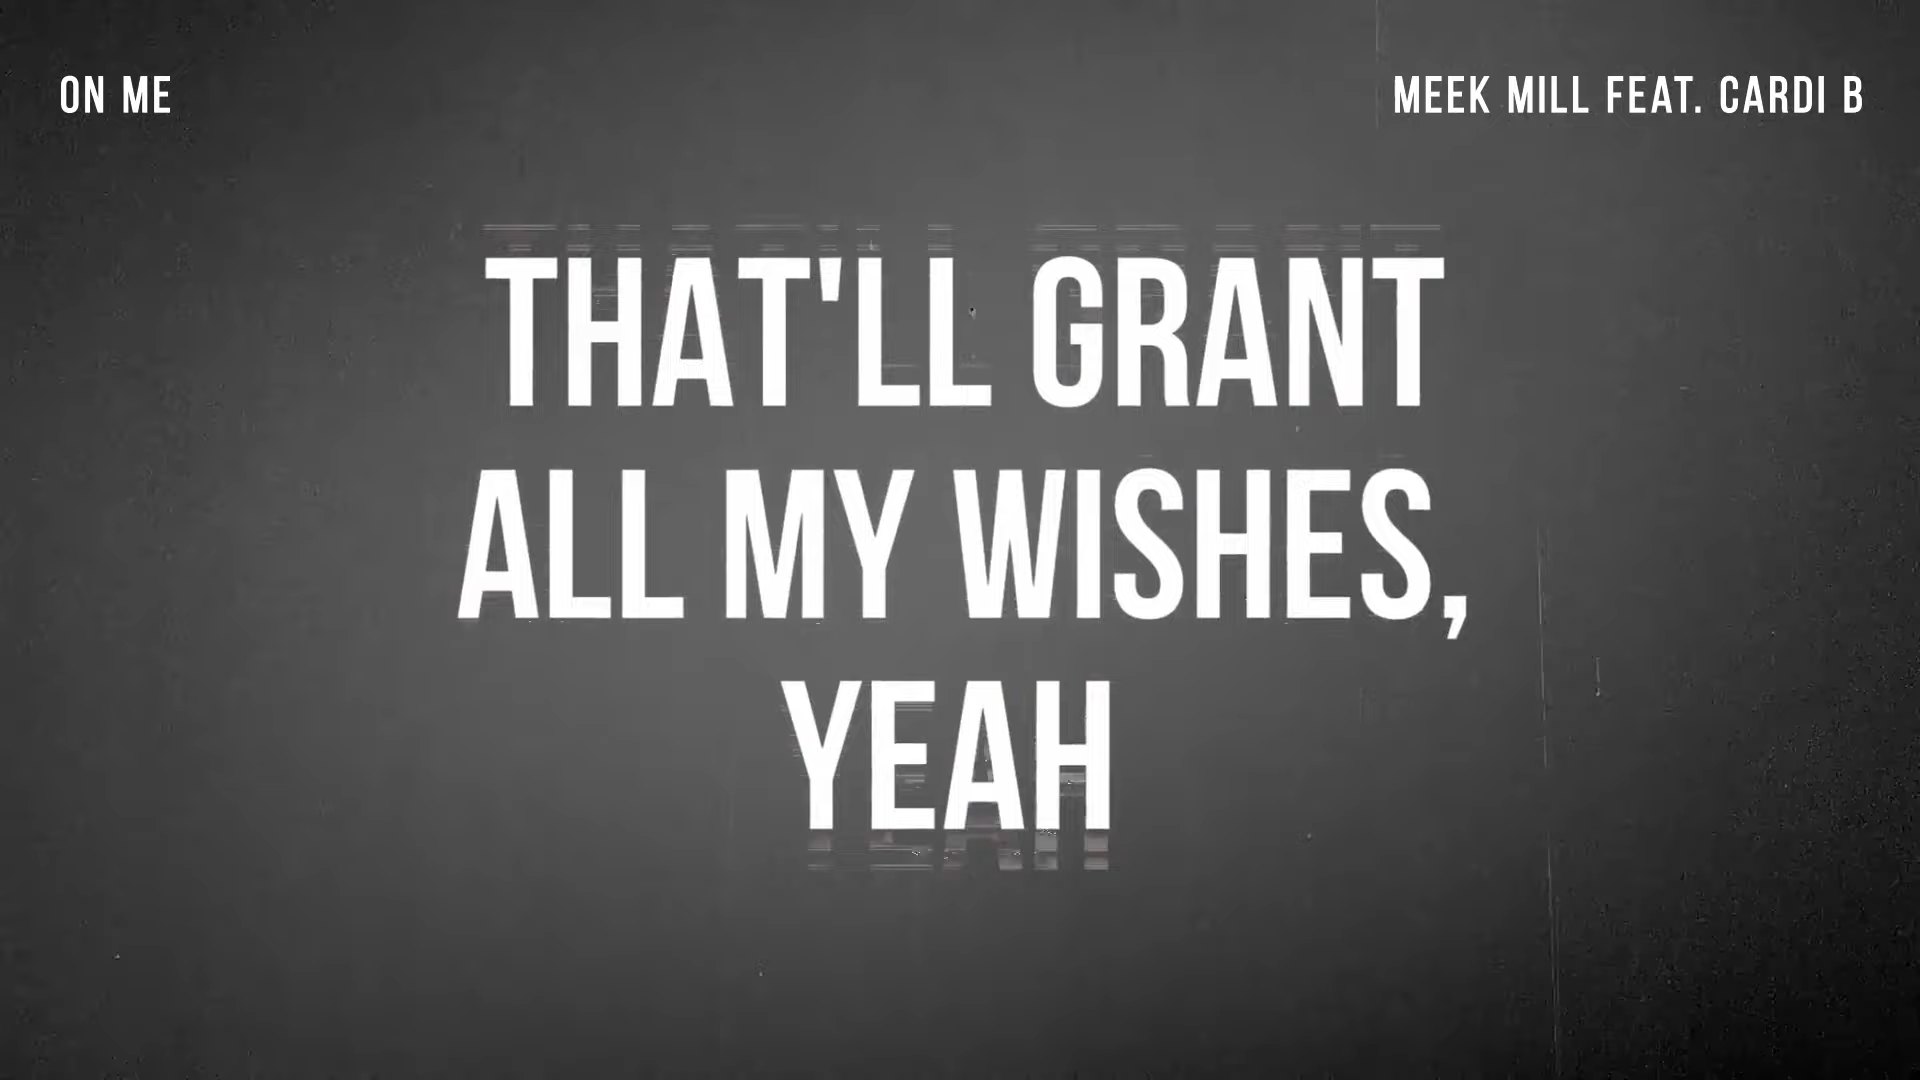 ON ME
MEEK MILL FEAT. CARDI B
THAT'LL GRANT
ALL MY WISHES,
YEAH